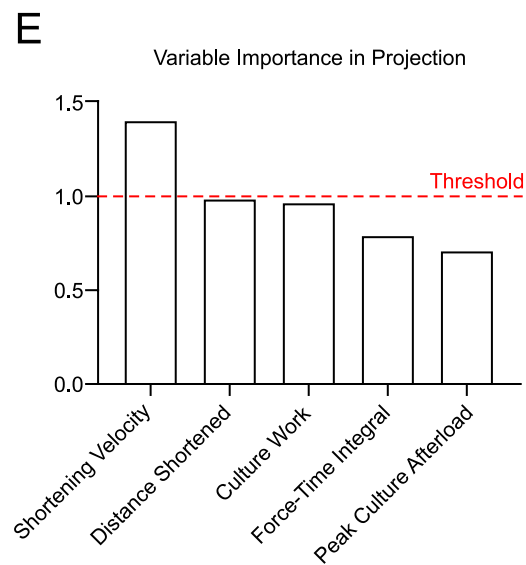 E
Variable Importance in Projection
1.5
Threshold
1.0
0.5
0.0
Shortening Velocity
Distance Shortened
Culture Work
Force-Time Integral
Peak Culture Afterload